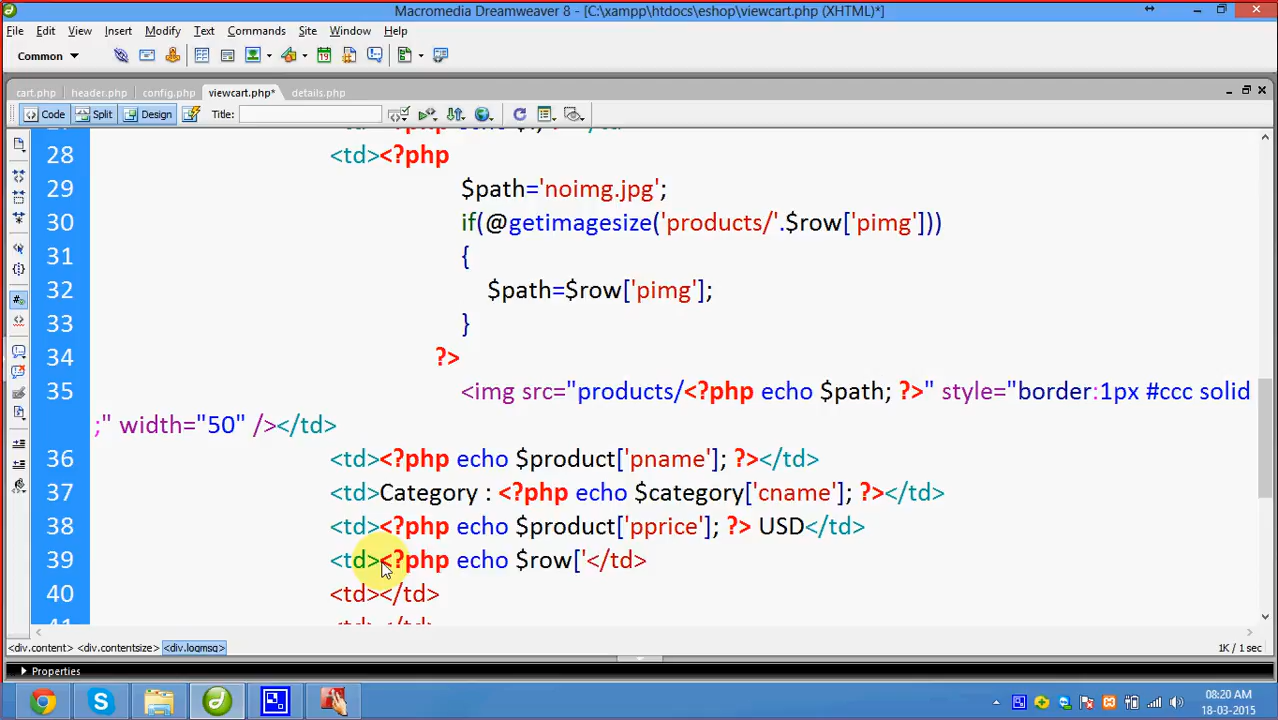 Macromedia Dreamweaver 8 - [C:\xampp\htdocs\eshop\viewcart.php (XHTML)*]
File Edit View Insert Modify Text Commands Site Window Help
Common
cart.php header.php config.php viewcart.php* details.php
Code Split Design Title:
28 <td><?php
29 $path='noimg.jpg';
30 if(@getimagesize('products/'.$row['pimg']))
31 {
32 $path=$row['pimg'];
33 }
34 ?>
35 <img src="products/<?php echo $path; ?>" style="border:1px #ccc solid
;" width="50" /></td>
36 <td><?php echo $product['pname']; ?></td>
37 <td>Category : <?php echo $category['cname']; ?></td>
38 <td><?php echo $product['pprice']; ?> USD</td>
39 <td><?php echo $row['</td>
40 <td></td>
<div.content> <div.contentsize> <div.logmsg> 1K / 1 sec
Properties
08:20 AM
18-03-2015